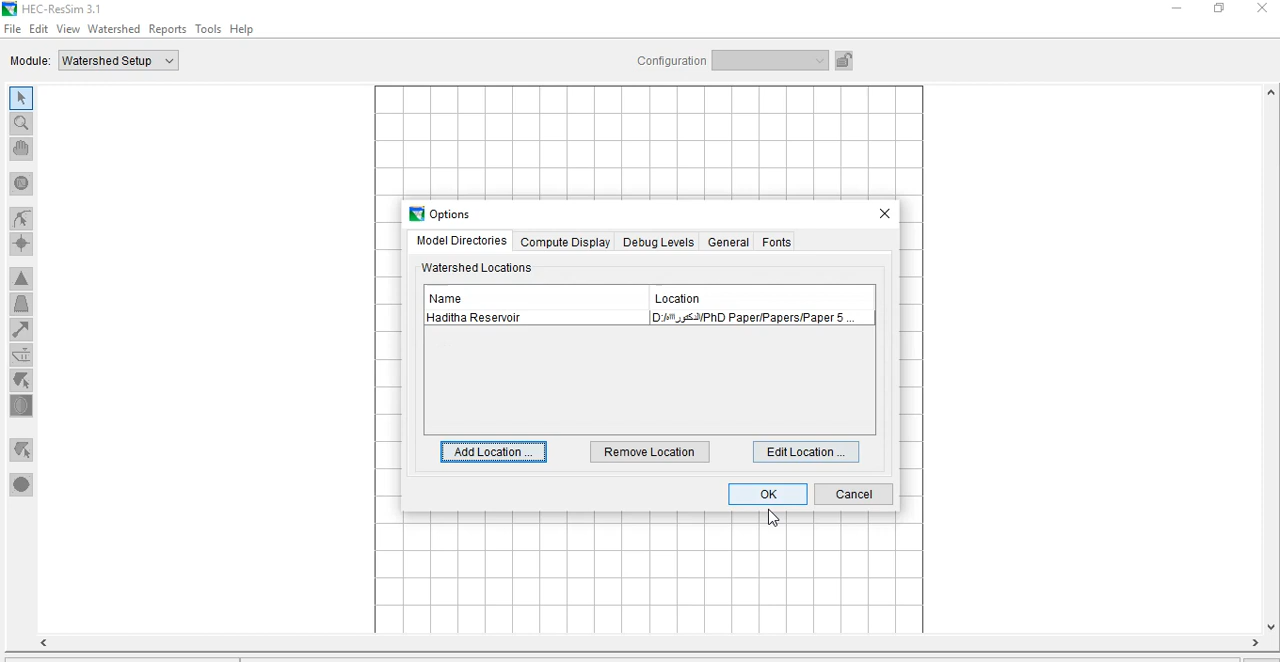 HEC-ResSim 3.1
File Edit View Watershed Reports Tools Help
Module: Watershed Setup
Configuration
Options
Model Directories Compute Display Debug Levels General Fonts
Watershed Locations
Name Location
Haditha Reservoir D:/الدكتوراه/PhD Paper/Papers/Paper 5 ...
Add Location ... Remove Location Edit Location ...
OK Cancel